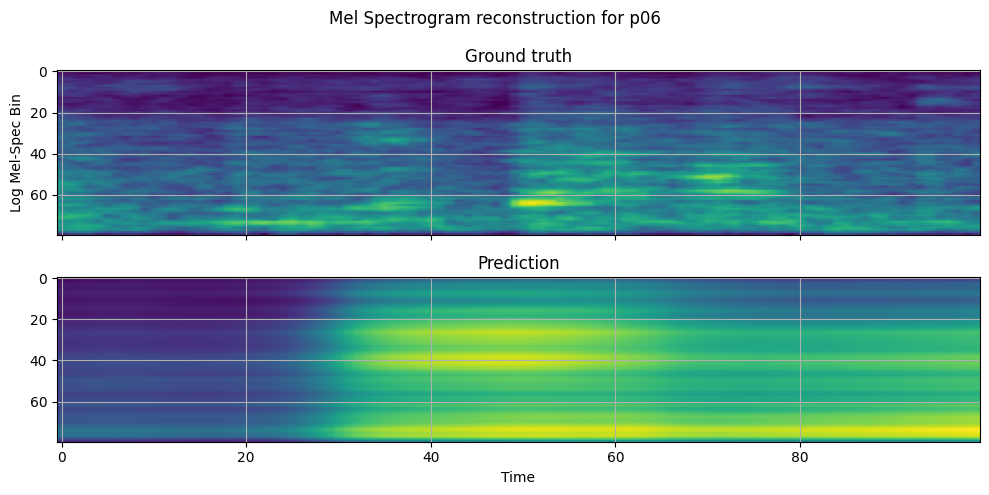 Mel Spectrogram reconstruction for p06
Ground truth
0
20
40
60
Log Mel-Spec Bin
Prediction
0
20
40
60
0 20 40 60 80
Time